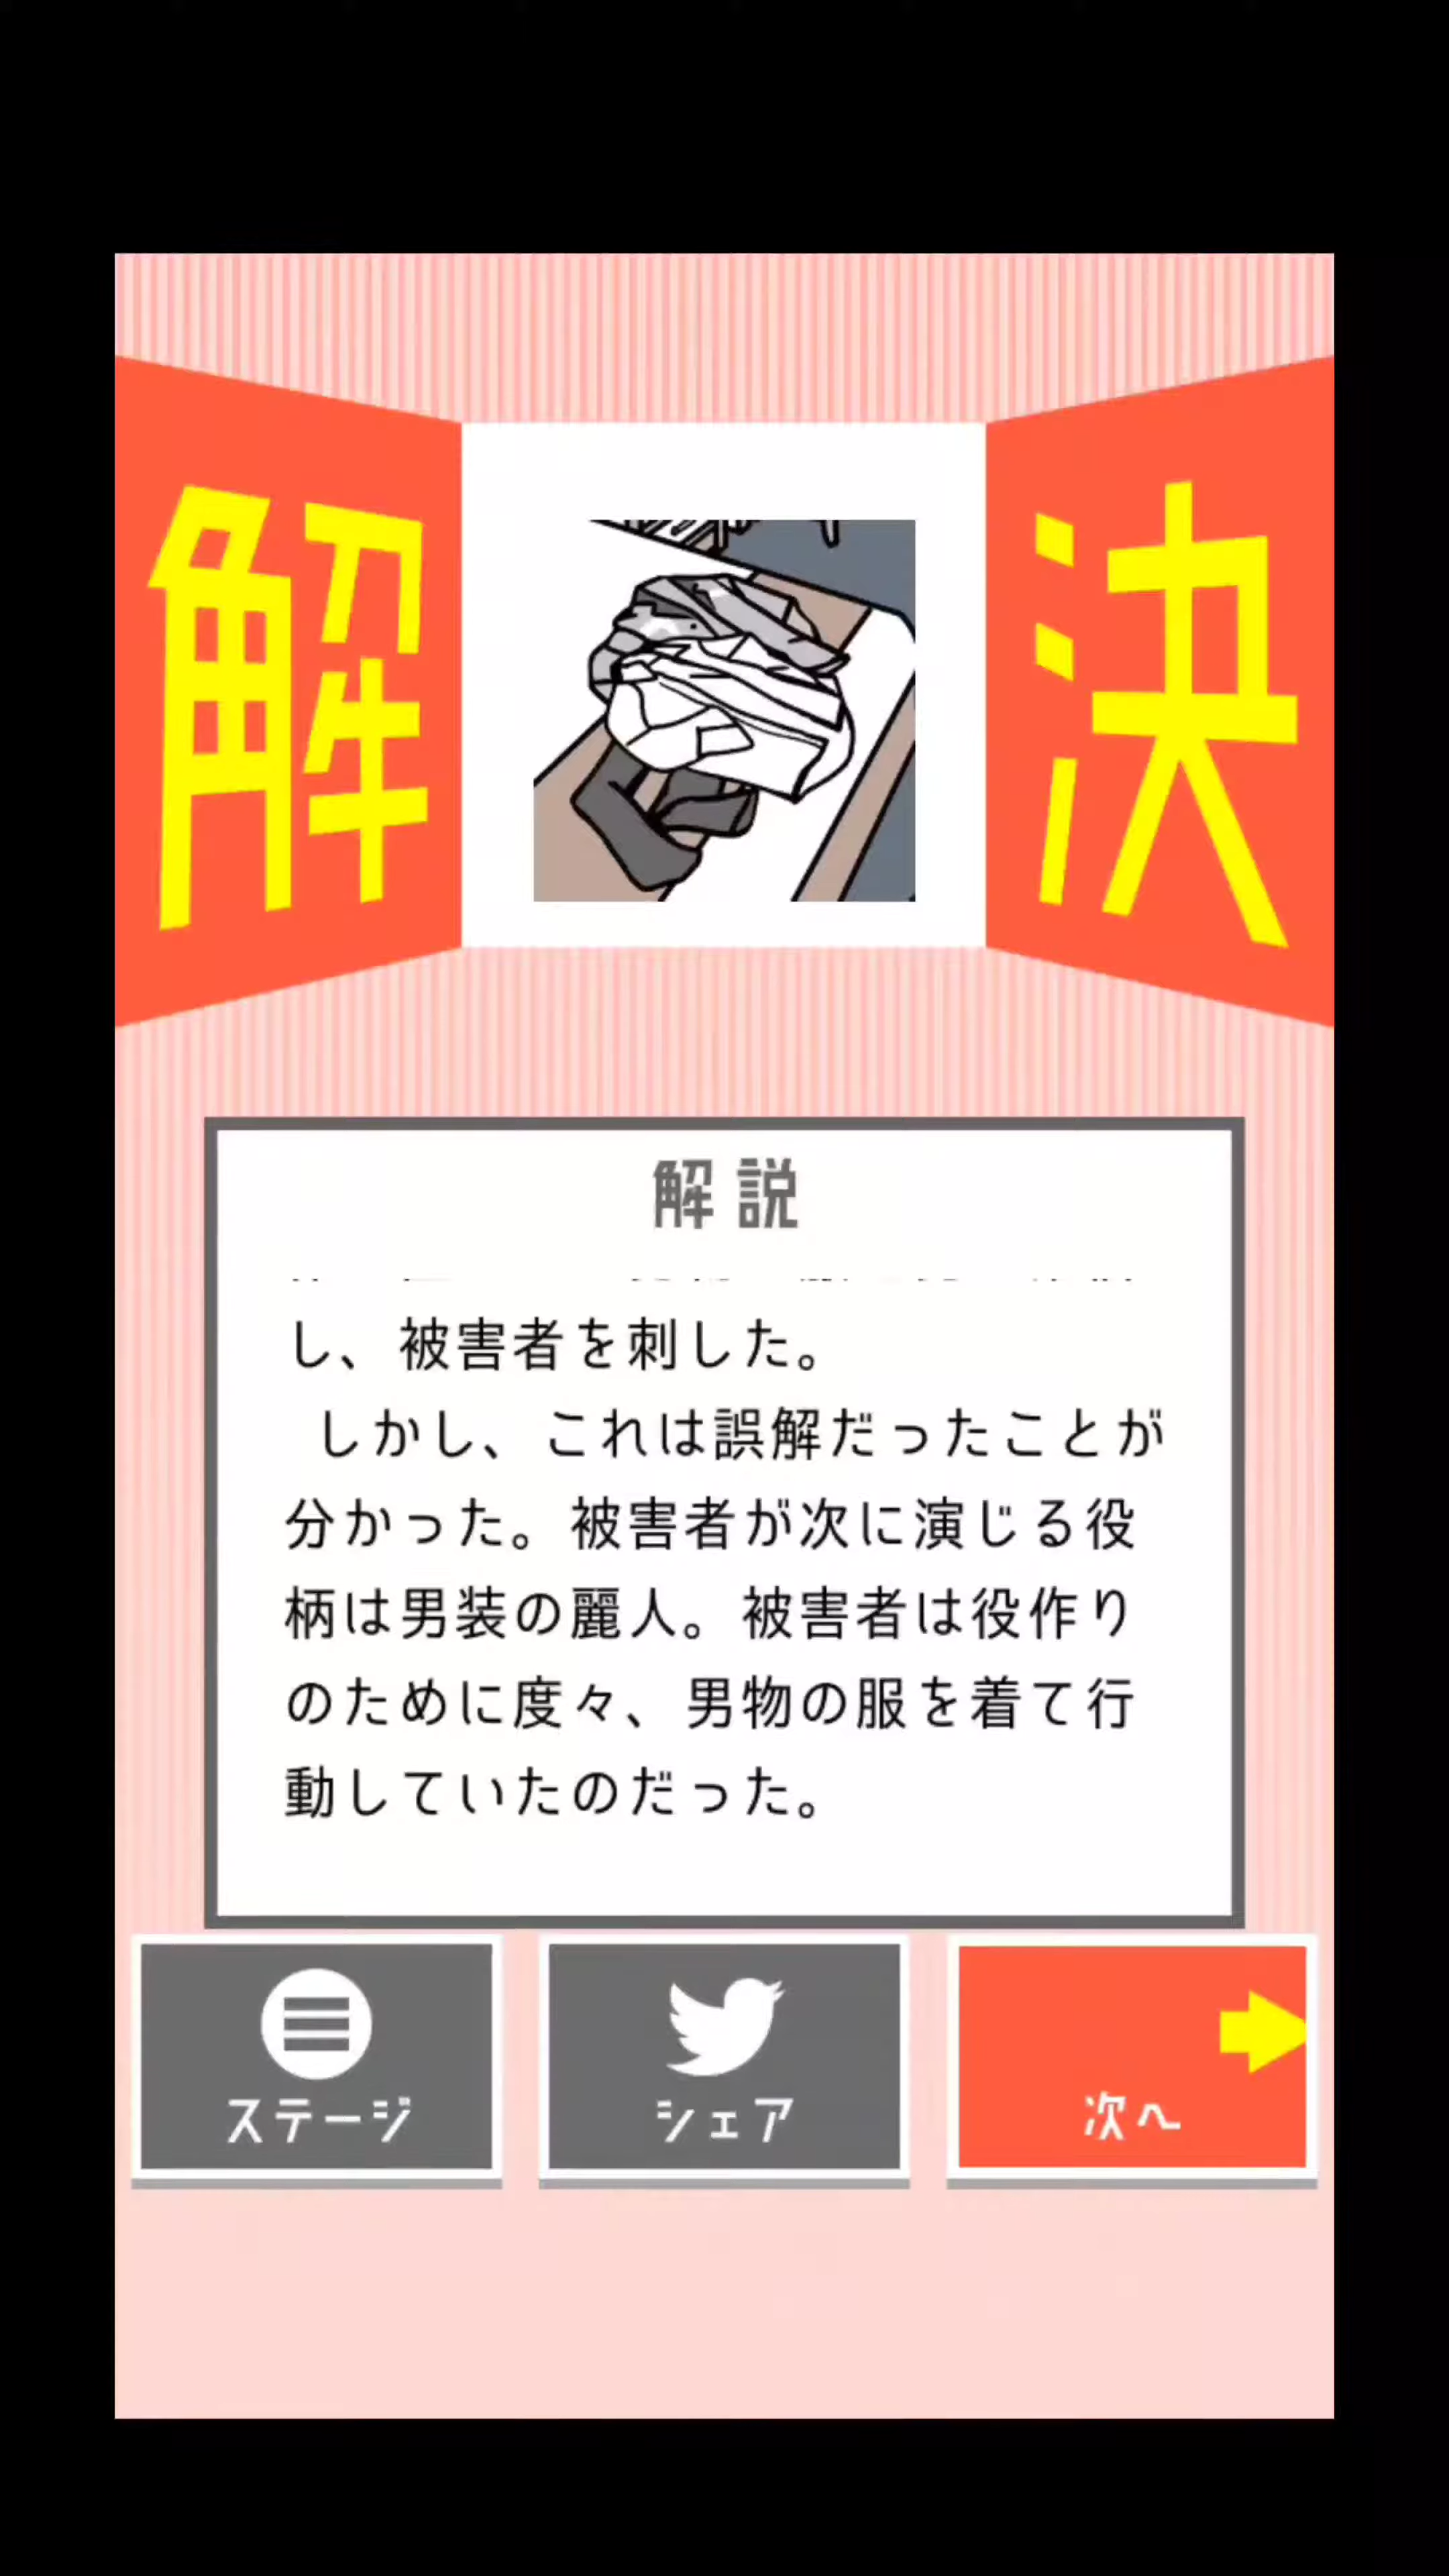 解決
解説
し、被害者を刺した。
しかし、これは誤解だったことが
分かった。被害者が次に演じる役
柄は男装の麗人。被害者は役作り
のために度々、男物の服を着て行
動していたのだった。
ステージ
シェア
次へ